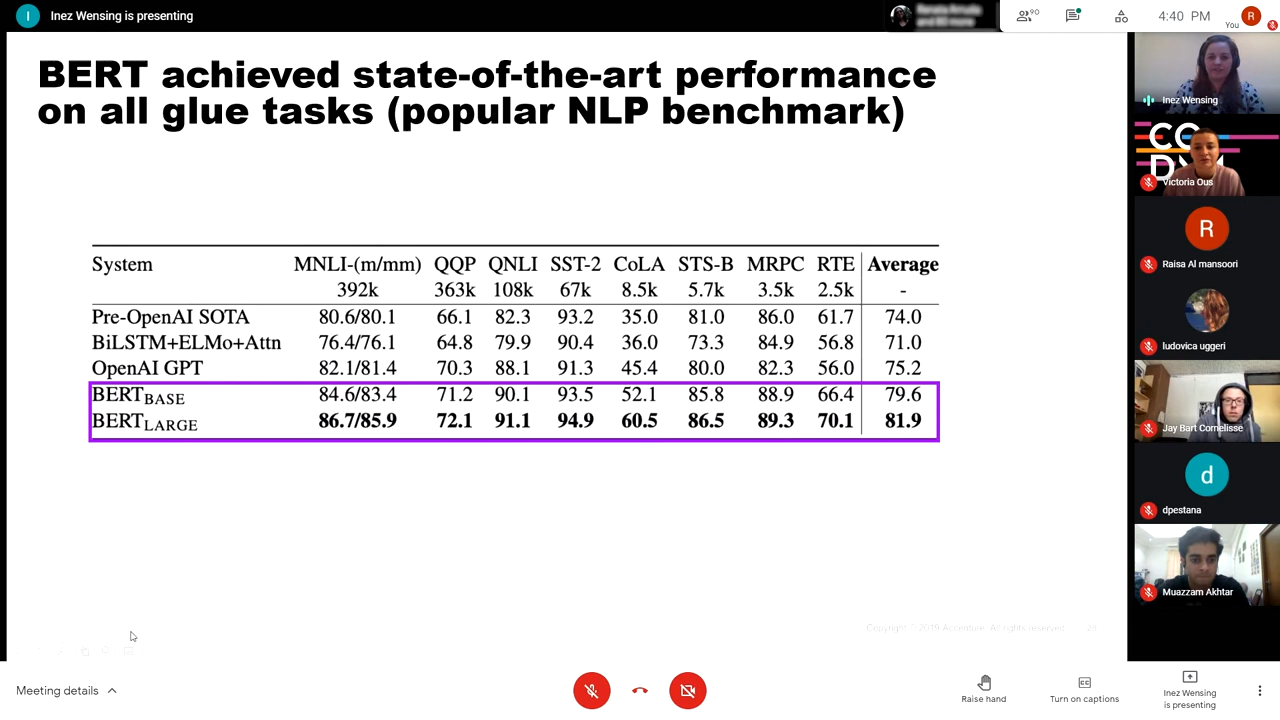 I
Inez Wensing is presenting
90
4:40 PM
You
R
BERT achieved state-of-the-art performance
on all glue tasks (popular NLP benchmark)
System MNLI-(m/mm) QQP QNLI SST-2 CoLA STS-B MRPC RTE Average
392k 363k 108k 67k 8.5k 5.7k 3.5k 2.5k -
Pre-OpenAI SOTA 80.6/80.1 66.1 82.3 93.2 35.0 81.0 86.0 61.7 74.0
BiLSTM+ELMo+Attn 76.4/76.1 64.8 79.9 90.4 36.0 73.3 84.9 56.8 71.0
OpenAI GPT 82.1/81.4 70.3 88.1 91.3 45.4 80.0 82.3 56.0 75.2
BERTBASE 84.6/83.4 71.2 90.1 93.5 52.1 85.8 88.9 66.4 79.6
BERTLARGE 86.7/85.9 72.1 91.1 94.9 60.5 86.5 89.3 70.1 81.9
Copyright © 2019 Accenture. All rights reserved.
Inez Wensing
Victoria Ous
R
Raisa Al mansoori
ludovica uggeri
Jay Bart Cornelisse
d
dpestana
Muazzam Akhtar
Meeting details
Raise hand
Turn on captions
Inez Wensing
is presenting